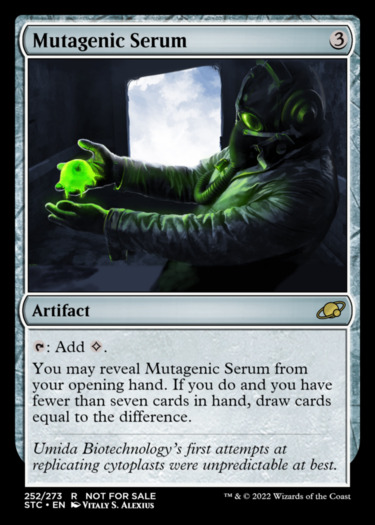 Mutagenic Serum 3
Artifact
: Add .
You may reveal Mutagenic Serum from
your opening hand. If you do and you have
fewer than seven cards in hand, draw cards
equal to the difference.
Umida Biotechnology's first attempts at
replicating cytoplasts were unpredictable at best.
252/273 R NOT FOR SALE
STC • EN VITALY S. ALEXIUS
™ & © 2022 Wizards of the Coast